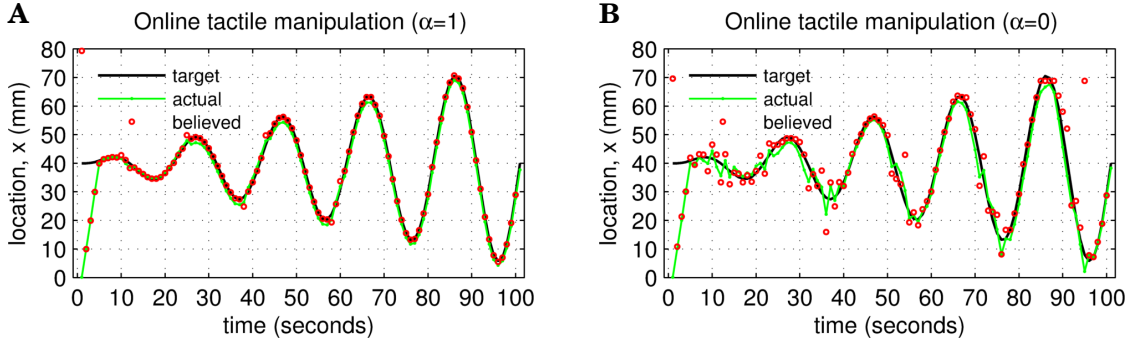 A
Online tactile manipulation (α=1)
80
70
60
50
40
30
20
10
0
location, x (mm)
target
actual
believed
0 10 20 30 40 50 60 70 80 90 100
time (seconds)
B
Online tactile manipulation (α=0)
80
70
60
50
40
30
20
10
0
location, x (mm)
target
actual
believed
0 10 20 30 40 50 60 70 80 90 100
time (seconds)